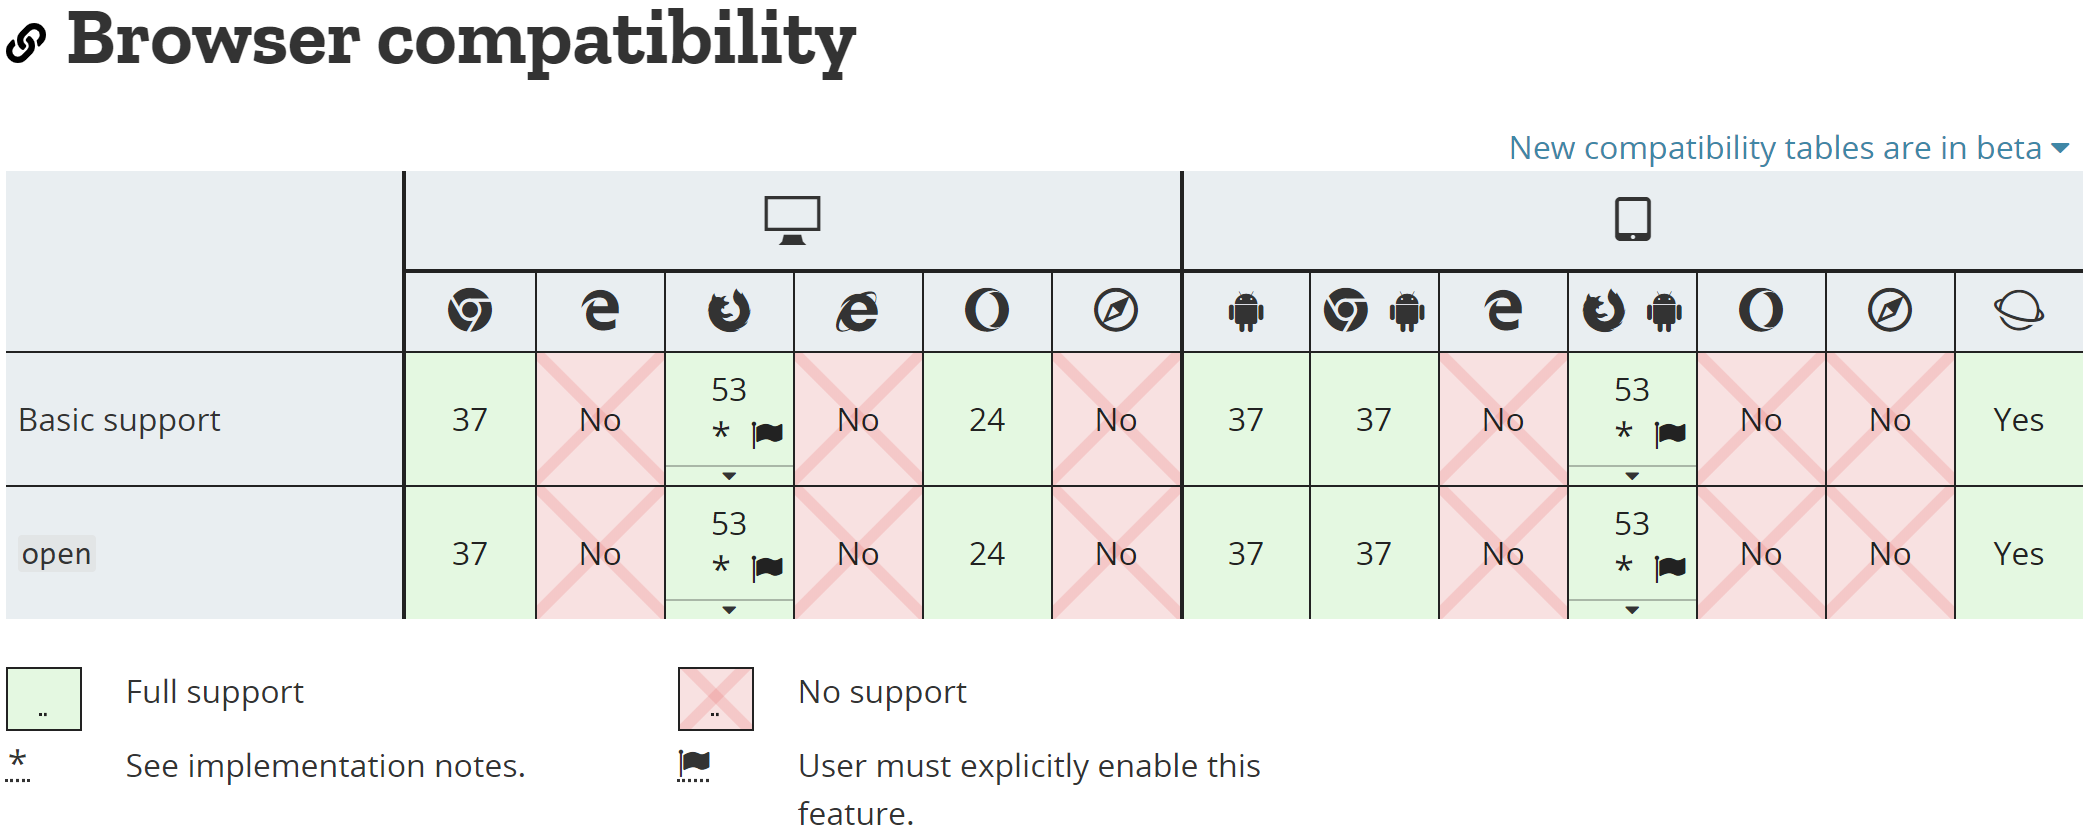 Browser compatibility
New compatibility tables are in beta
Basic support 37 No 53 * No 24 No 37 37 No 53 * No No Yes
open 37 No 53 * No 24 No 37 37 No 53 * No No Yes
.. Full support .. No support
* See implementation notes. User must explicitly enable this
feature.